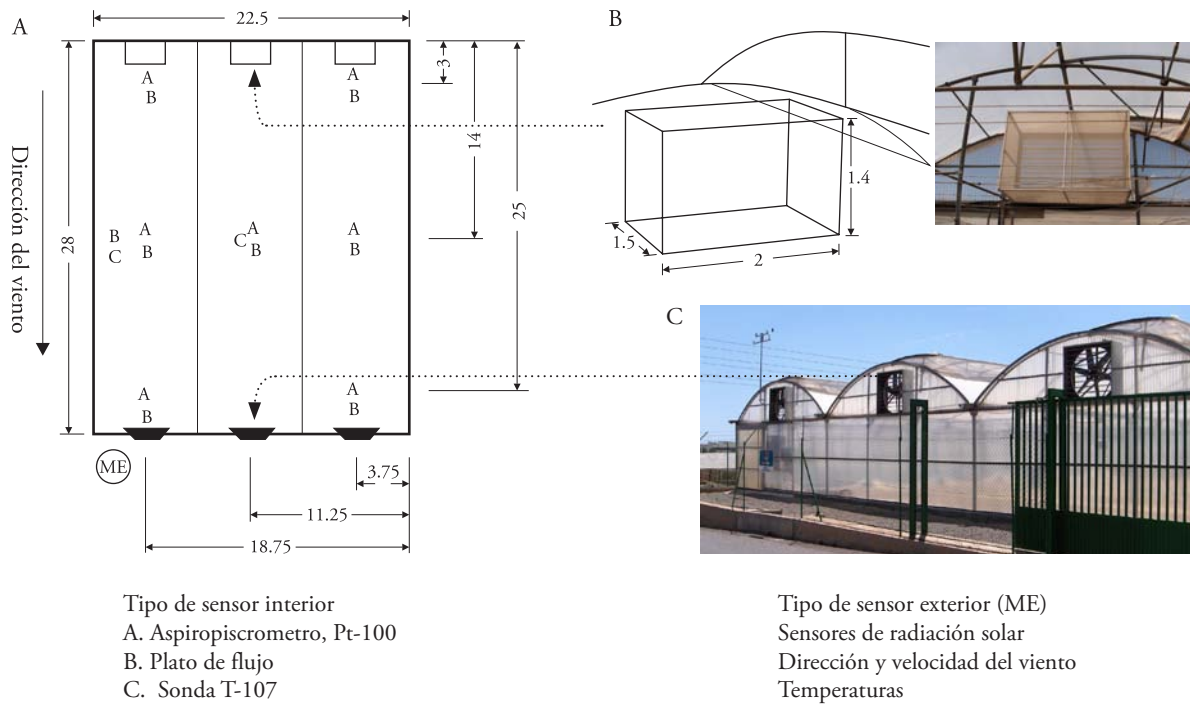 A
22.5
A
B
A
B
3
14
25
28
Dirección del viento
B
C
A
B
C
A
B
A
B
A
B
A
B
ME
3.75
11.25
18.75
B
1.4
1.5
2
C
Tipo de sensor interior
A. Aspiropiscrometro, Pt-100
B. Plato de flujo
C. Sonda T-107
Tipo de sensor exterior (ME)
Sensores de radiación solar
Dirección y velocidad del viento
Temperaturas